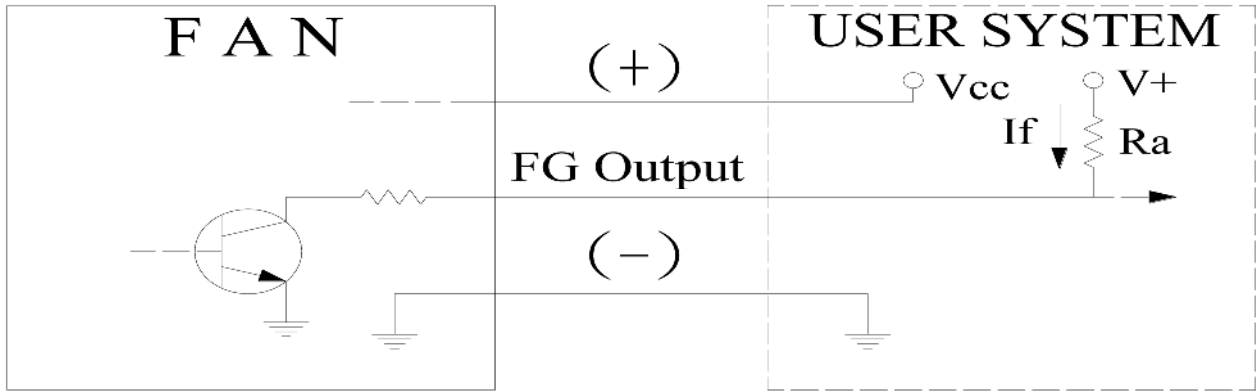 F A N
USER SYSTEM
(+)
Vcc
V+
If
Ra
FG Output
(-)